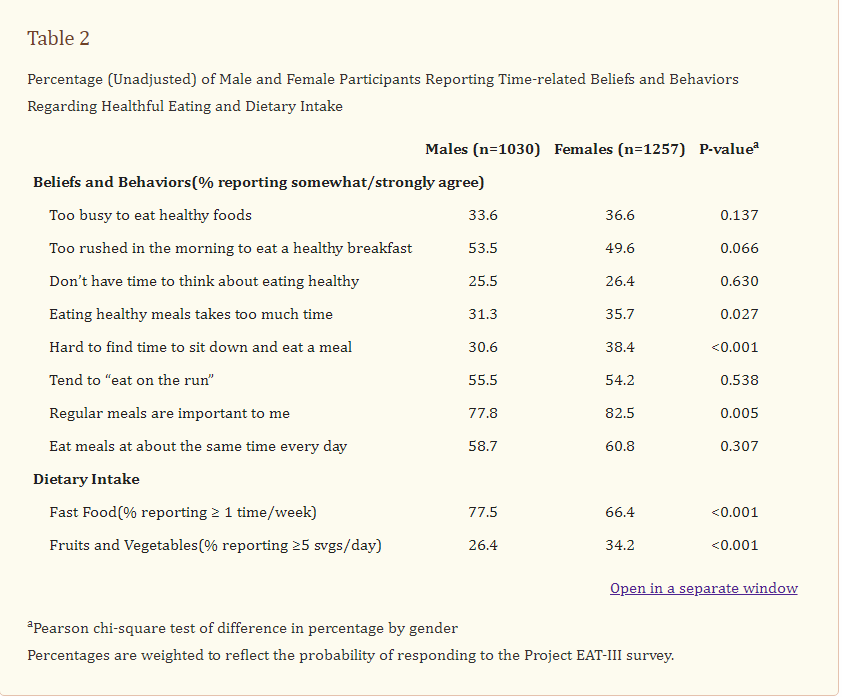 Table 2
Percentage (Unadjusted) of Male and Female Participants Reporting Time-related Beliefs and Behaviors
Regarding Healthful Eating and Dietary Intake
Males (n=1030) Females (n=1257) P-valueᵃ
Beliefs and Behaviors(% reporting somewhat/strongly agree)
Too busy to eat healthy foods 33.6 36.6 0.137
Too rushed in the morning to eat a healthy breakfast 53.5 49.6 0.066
Don’t have time to think about eating healthy 25.5 26.4 0.630
Eating healthy meals takes too much time 31.3 35.7 0.027
Hard to find time to sit down and eat a meal 30.6 38.4 <0.001
Tend to “eat on the run” 55.5 54.2 0.538
Regular meals are important to me 77.8 82.5 0.005
Eat meals at about the same time every day 58.7 60.8 0.307
Dietary Intake
Fast Food(% reporting ≥ 1 time/week) 77.5 66.4 <0.001
Fruits and Vegetables(% reporting ≥5 svgs/day) 26.4 34.2 <0.001
Open in a separate window
ᵃPearson chi-square test of difference in percentage by gender
Percentages are weighted to reflect the probability of responding to the Project EAT-III survey.